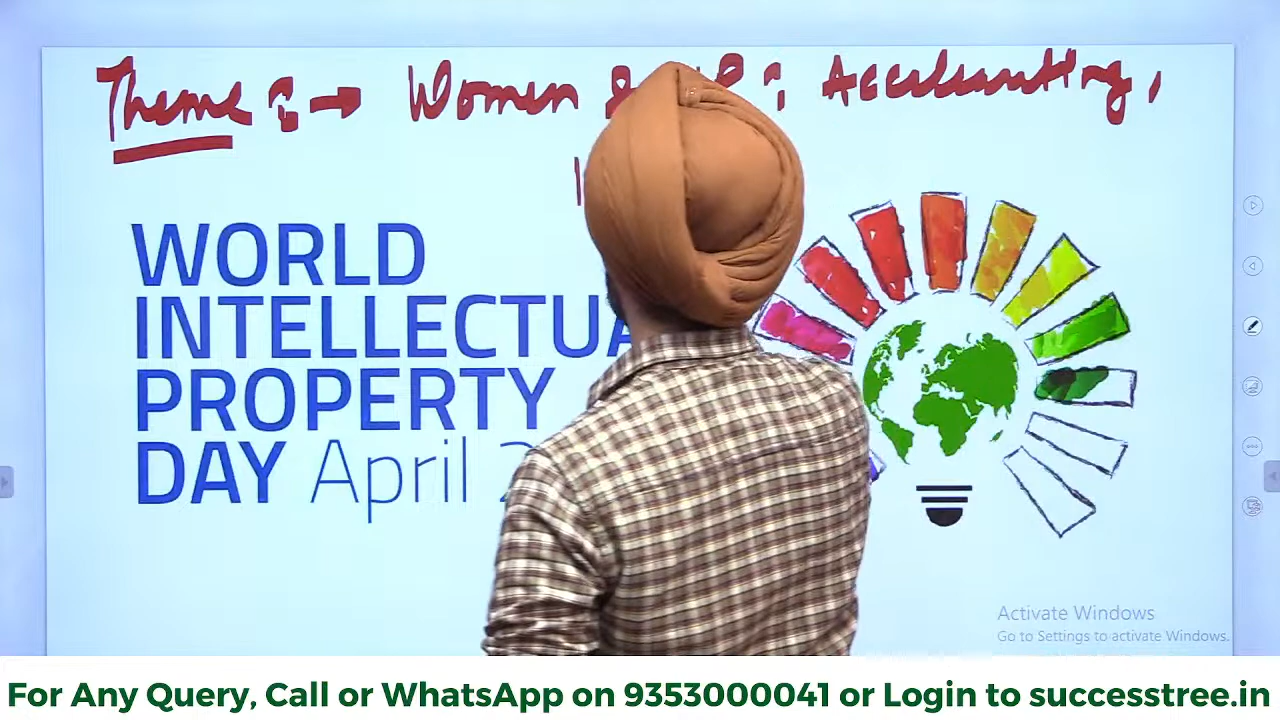 Theme :→ Women & : Accelerating,
WORLD
INTELLECTUA
PROPERTY
DAY April 2
Activate Windows
Go to Settings to activate Windows.
For Any Query, Call or WhatsApp on 9353000041 or Login to successtree.in